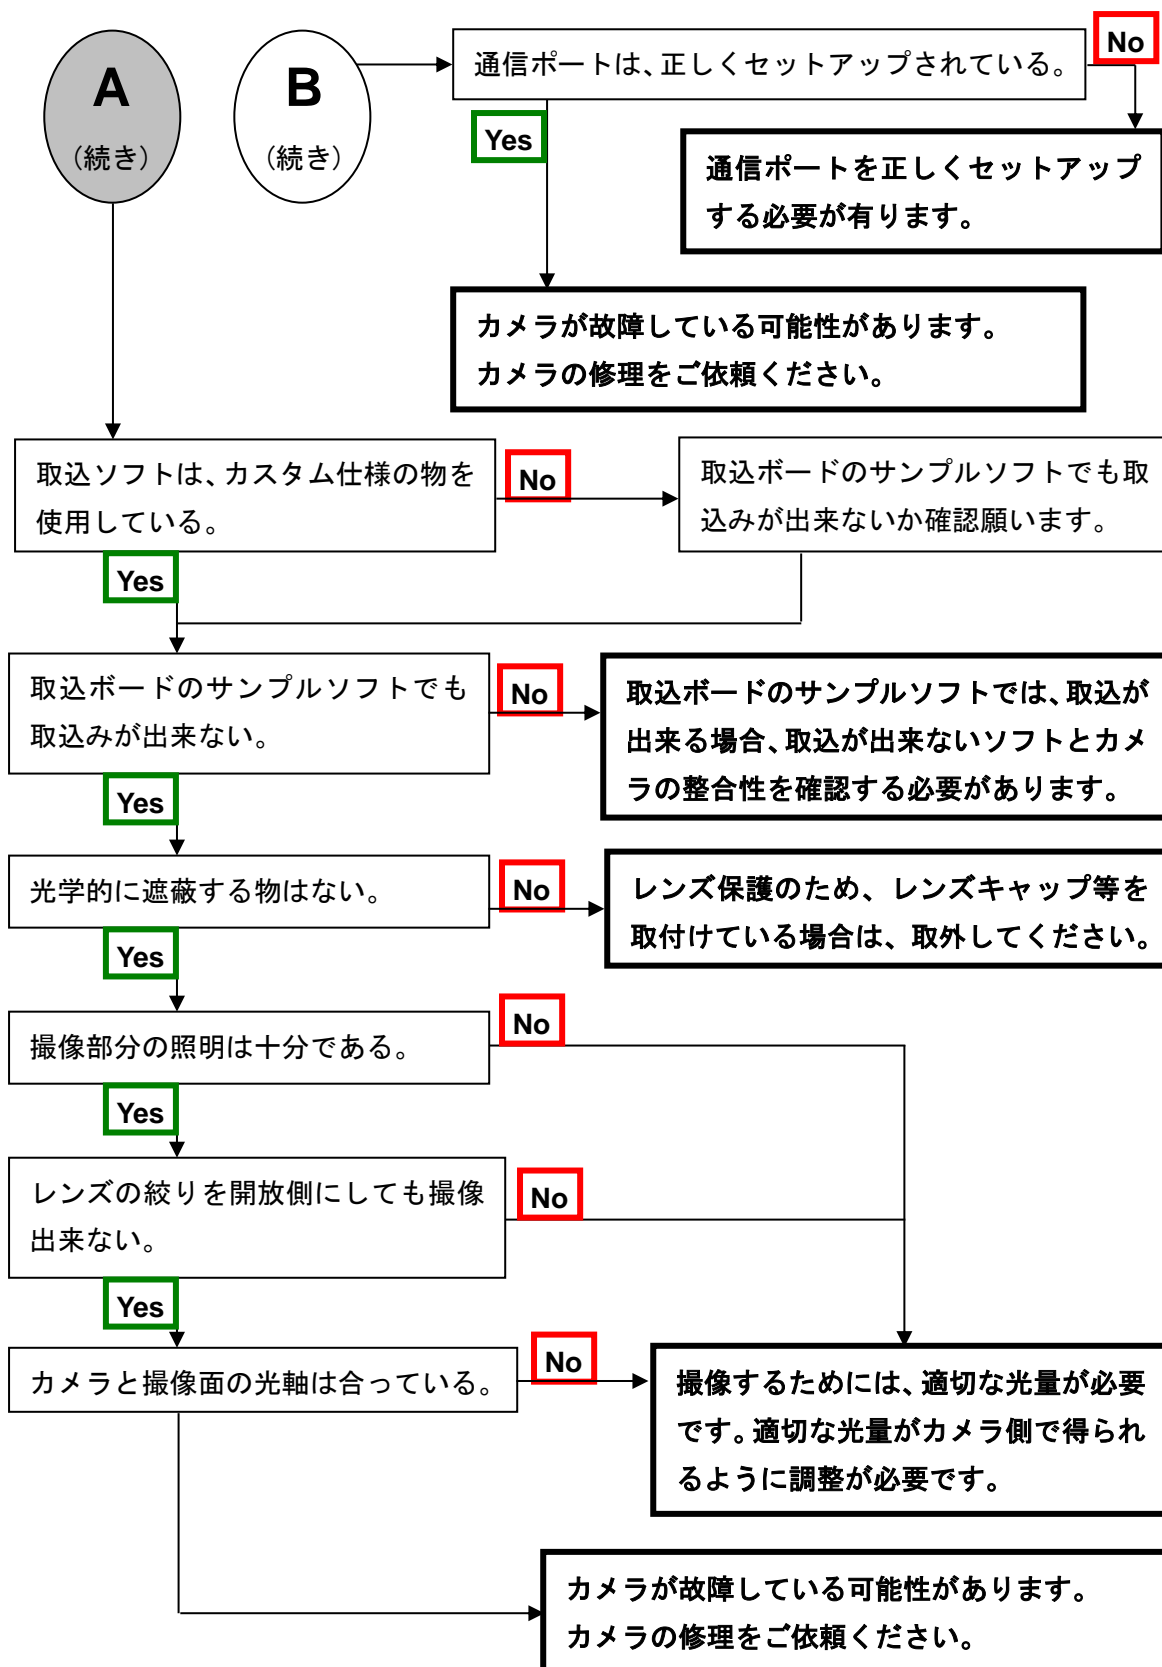 A
(続き)
B
(続き)
通信ポートは、正しくセットアップされている。
No
Yes
通信ポートを正しくセットアップ
する必要が有ります。
カメラが故障している可能性があります。
カメラの修理をご依頼ください。
取込ソフトは、カスタム仕様の物を
使用している。
No
取込ボードのサンプルソフトでも取
込みが出来ないか確認願います。
Yes
取込ボードのサンプルソフトでも
取込みが出来ない。
No
取込ボードのサンプルソフトでは、取込が
出来る場合、取込が出来ないソフトとカメ
ラの整合性を確認する必要があります。
Yes
光学的に遮蔽する物はない。
No
レンズ保護のため、レンズキャップ等を
取付けている場合は、取外してください。
Yes
撮像部分の照明は十分である。
No
Yes
レンズの絞りを開放側にしても撮像
出来ない。
No
Yes
カメラと撮像面の光軸は合っている。
No
撮像するためには、適切な光量が必要
です。適切な光量がカメラ側で得られ
るように調整が必要です。
カメラが故障している可能性があります。
カメラの修理をご依頼ください。